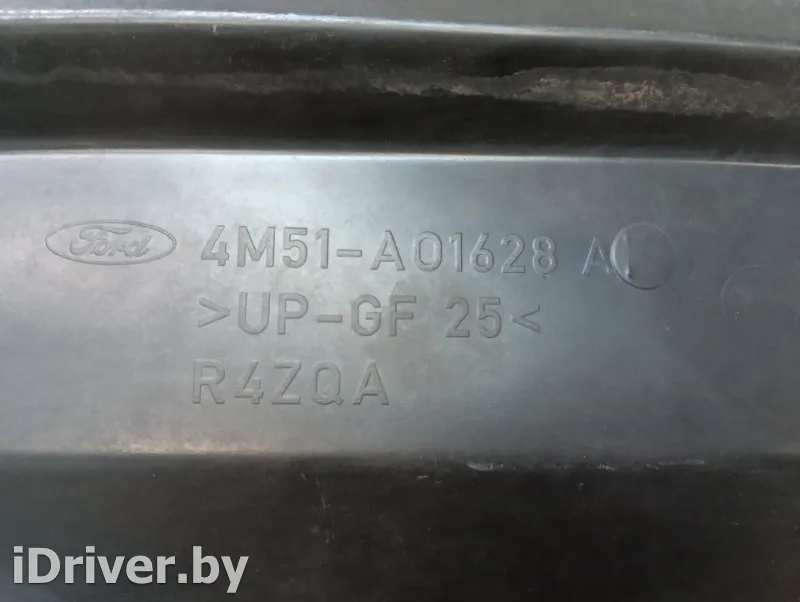 Ford 4M51-A01628 A
>UP-GF 25<
R4ZQA
iDriver.by